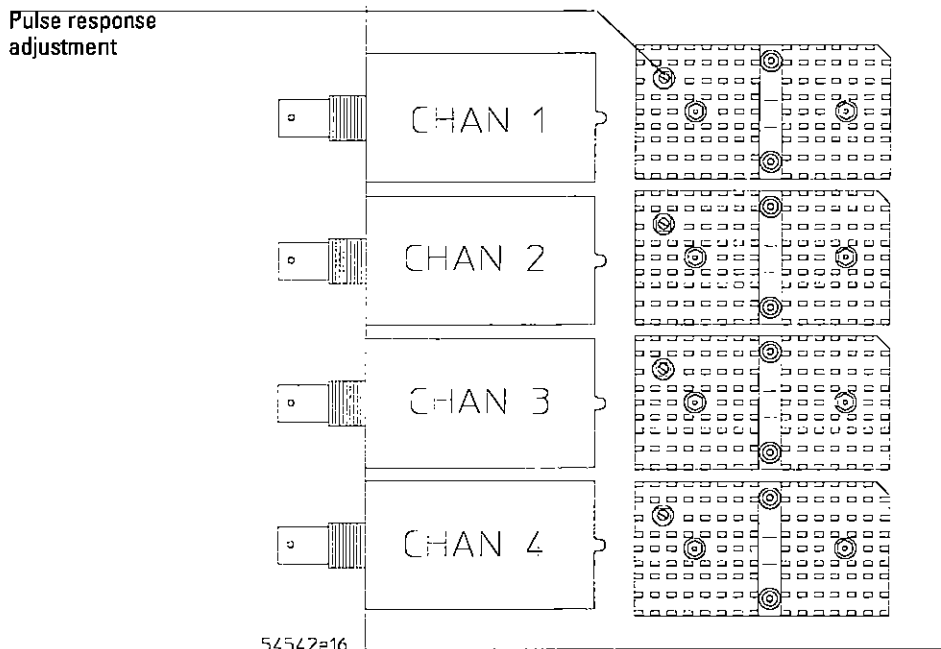 Pulse response
adjustment
CHAN 1
CHAN 2
CHAN 3
CHAN 4
54542e16